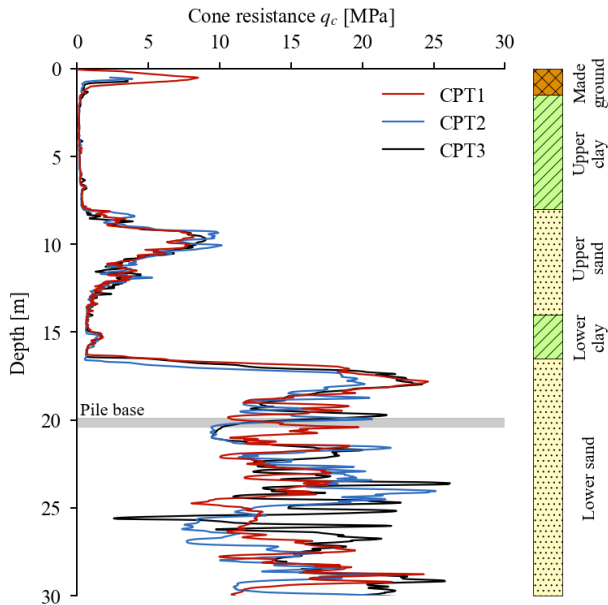 Cone resistance q_c [MPa]
0 5 10 15 20 25 30
0
5
10
15
20
25
30
Depth [m]
CPT1
CPT2
CPT3
Pile base
Made
ground
Upper
clay
Upper
sand
Lower
clay
Lower sand